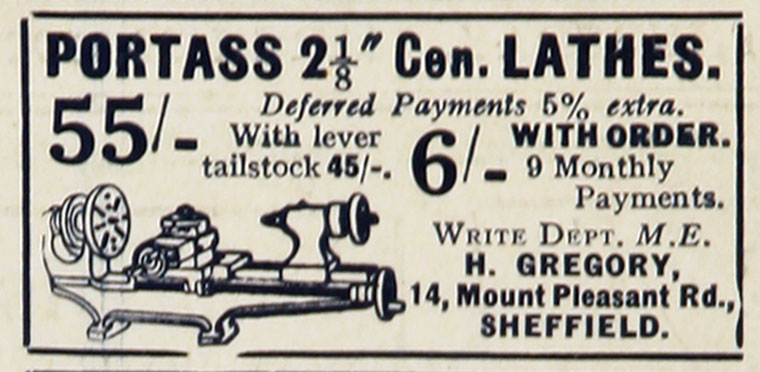 PORTASS 2⅛" Cen. LATHES.
55/- Deferred Payments 5% extra.
With lever tailstock 45/-.
6/- WITH ORDER.
9 Monthly Payments.
WRITE DEPT. M.E.
H. GREGORY,
14, Mount Pleasant Rd.,
SHEFFIELD.